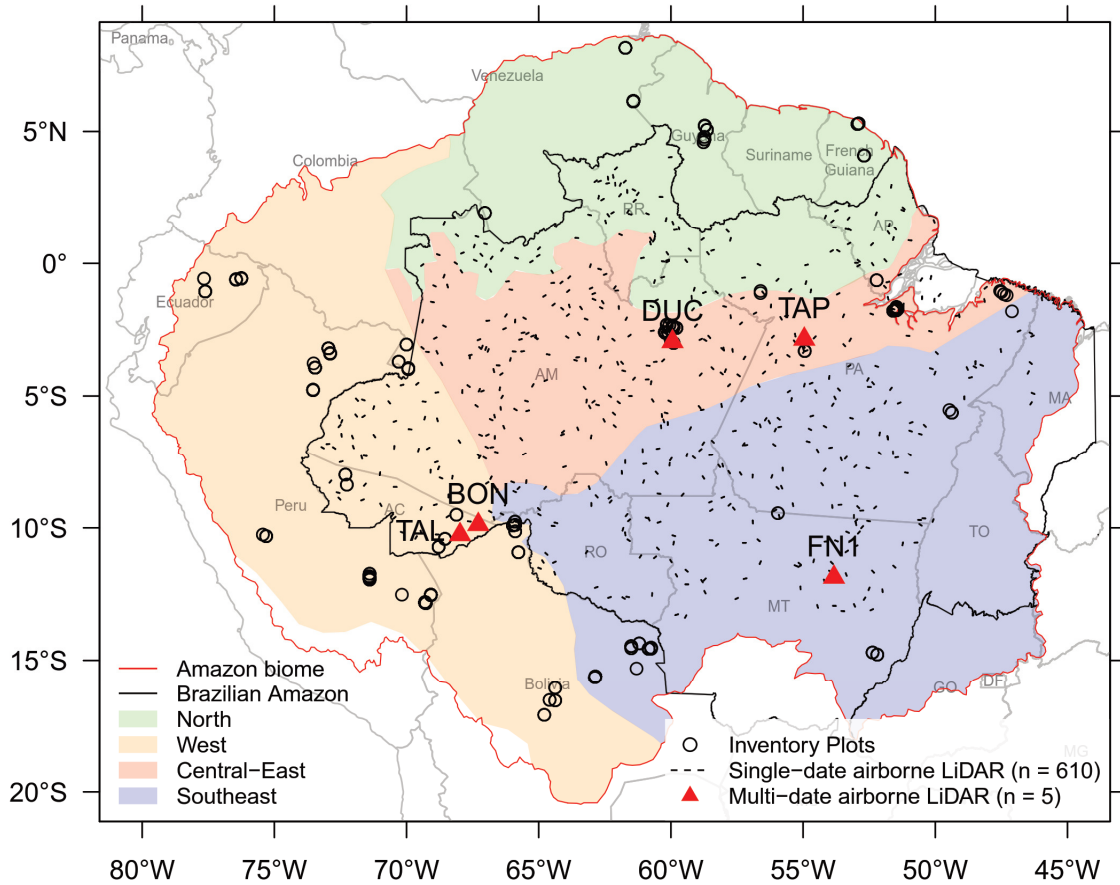 Panama
Venezuela
5°N
Guyana
Suriname
French
Guiana
Colombia
RR
AP
0°
Ecuador
DUC
TAP
AM
PA
5°S
MA
BON
Peru
AC
TAL
10°S
RO
FN1
TO
MT
15°S
Amazon biome
Brazilian Amazon
Bolivia
GO
DF
North
West
Central−East
Southeast
Inventory Plots
Single−date airborne LiDAR (n = 610)
Multi−date airborne LiDAR (n = 5)
MG
20°S
80°W 75°W 70°W 65°W 60°W 55°W 50°W 45°W